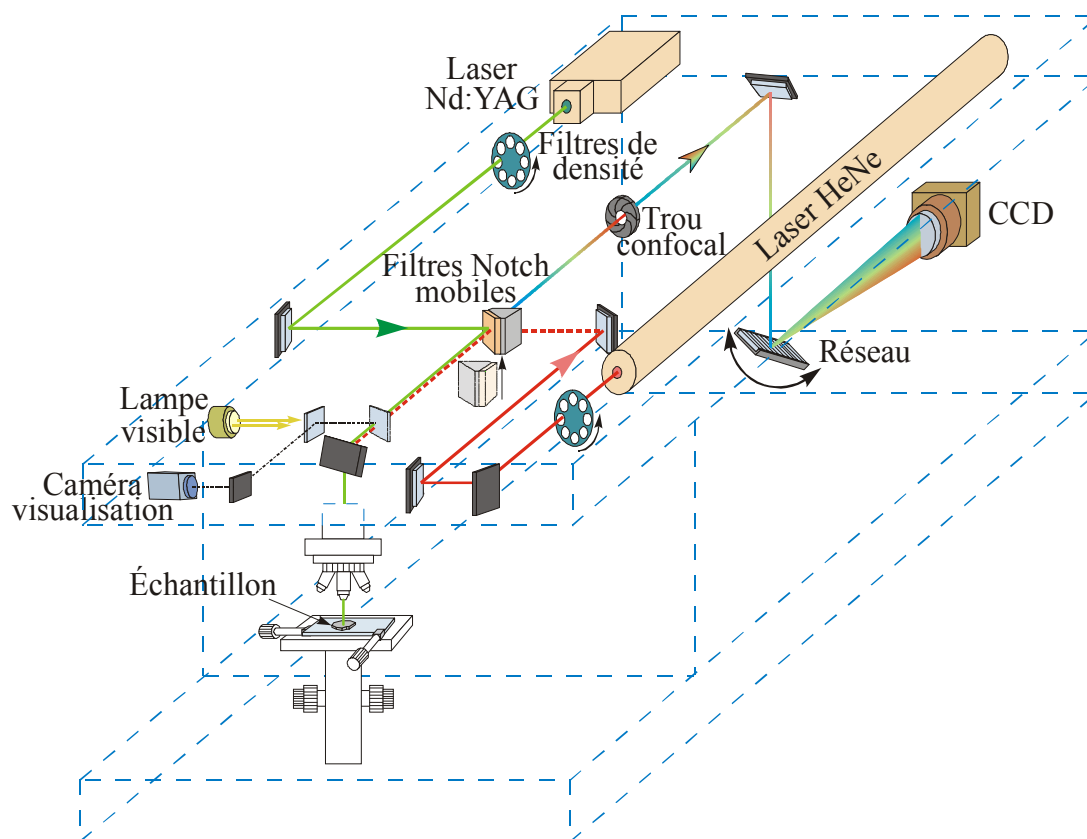 Laser
Nd:YAG
Filtres de
densité
Laser HeNe
CCD
Trou
confocal
Filtres Notch
mobiles
Réseau
Lampe
visible
Caméra
visualisation
Échantillon